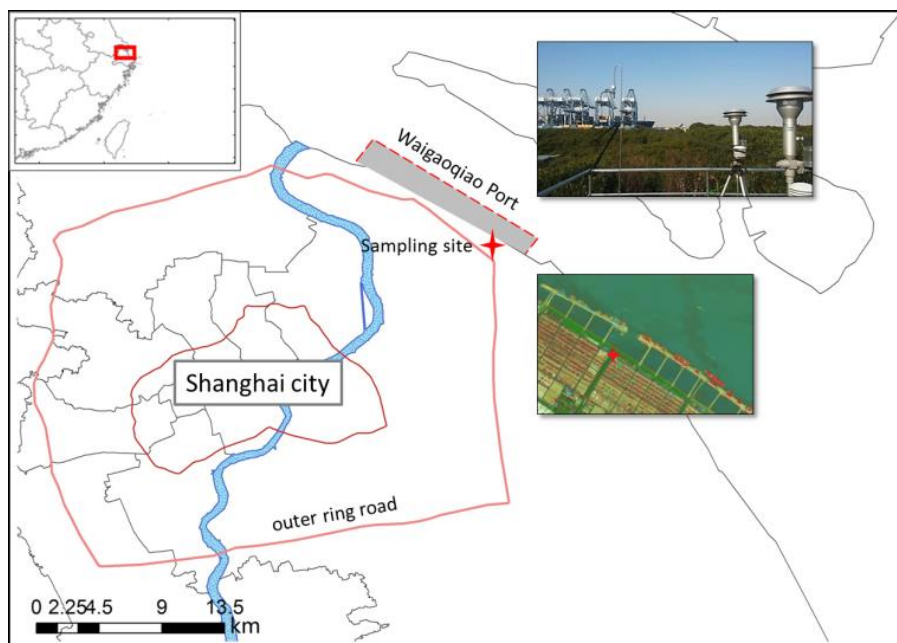 Waigaoqiao Port
Sampling site
Shanghai city
outer ring road
0 2.25 4.5 9 13.5
km